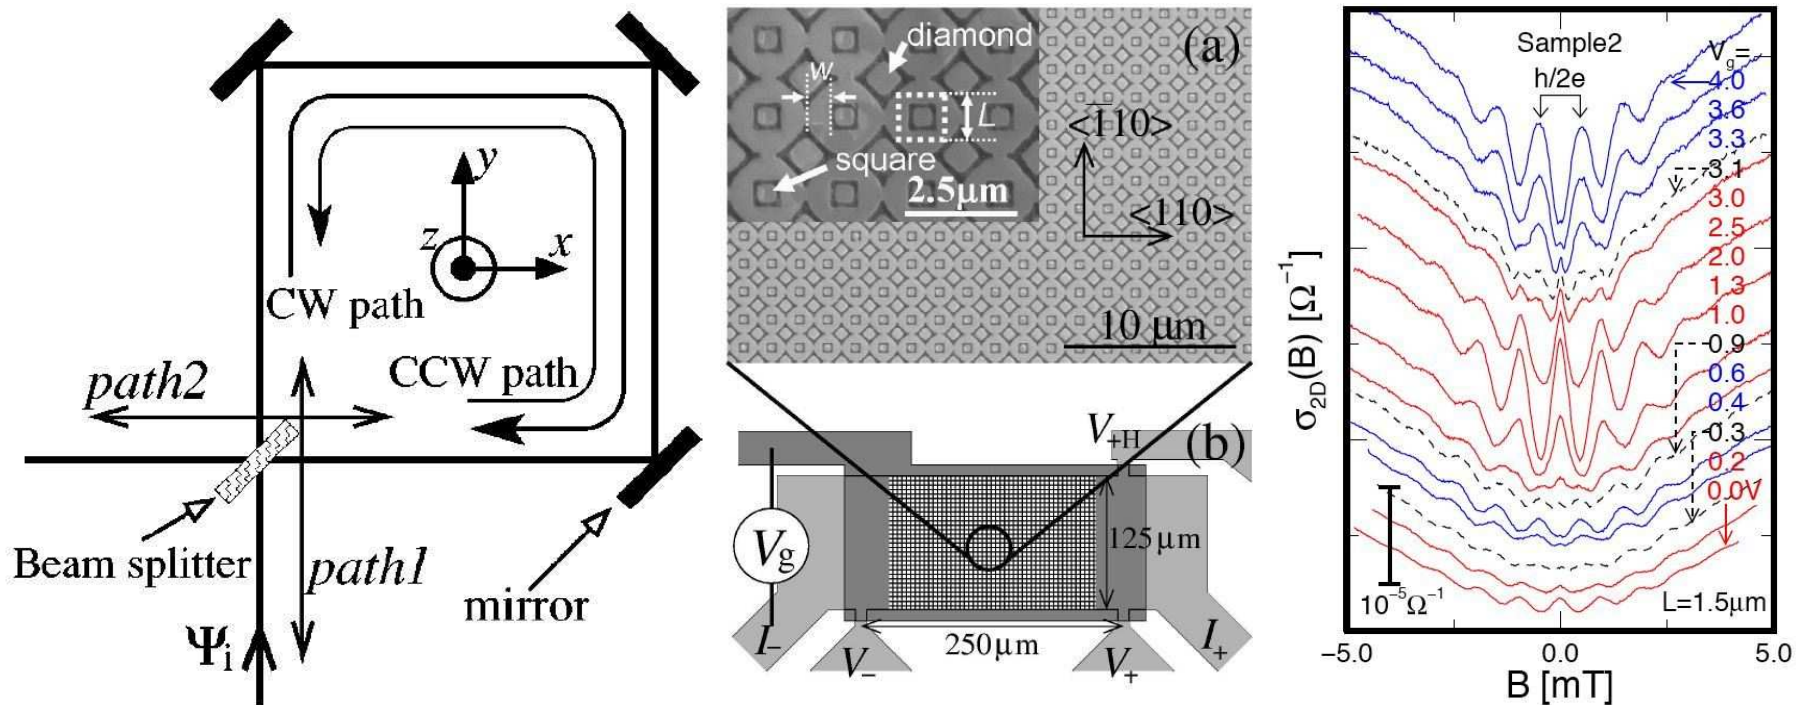 y
z
x
CW path
CCW path
path2
Beam splitter
path1
mirror
Ψi
(a)
diamond
w
L
square
2.5μm
<1̅10>
<110>
10 μm
(b)
V+H
Vg
125μm
250μm
I−
V−
V+
I+
Sample2
h/2e
Vg=
4.0
3.6
3.3
3.1
3.0
2.5
2.0
1.3
1.0
0.9
0.6
0.4
0.3
0.2
0.0V
10⁻⁵Ω⁻¹
L=1.5μm
σ2D(B) [Ω⁻¹]
−5.0
0.0
5.0
B [mT]